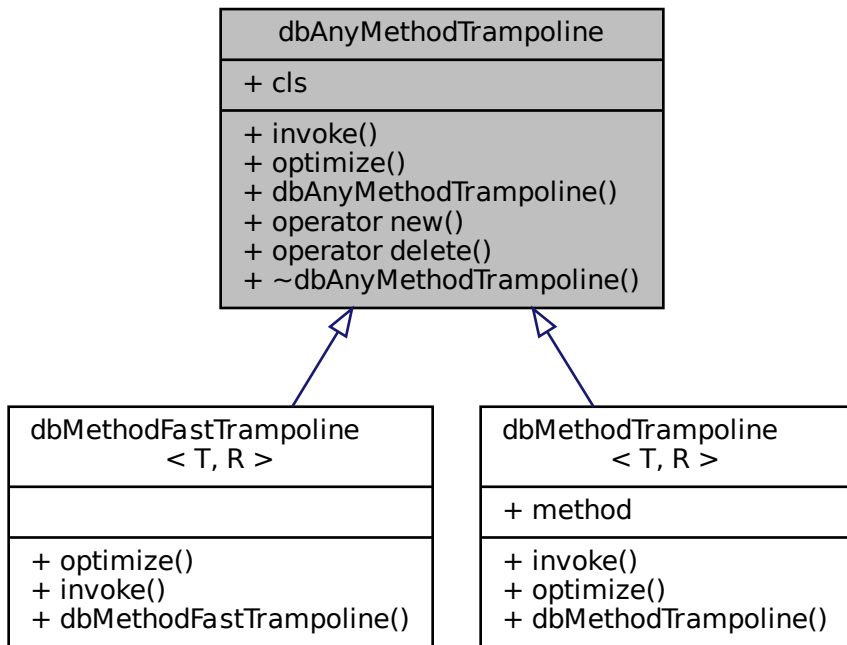 dbAnyMethodTrampoline
+ cls
+ invoke()
+ optimize()
+ dbAnyMethodTrampoline()
+ operator new()
+ operator delete()
+ ~dbAnyMethodTrampoline()
dbMethodFastTrampoline
< T, R >
+ optimize()
+ invoke()
+ dbMethodFastTrampoline()
dbMethodTrampoline
< T, R >
+ method
+ invoke()
+ optimize()
+ dbMethodTrampoline()